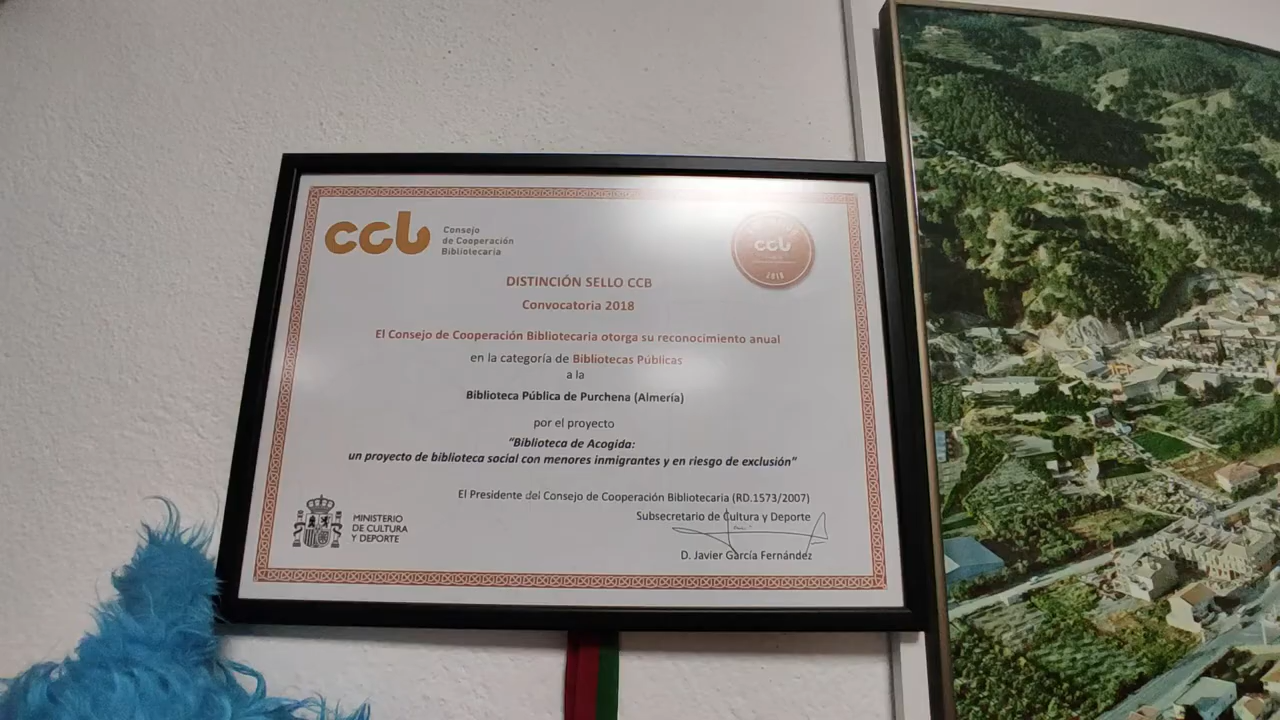 ccb
Consejo
de Cooperación
Bibliotecaria
ccb
2018
DISTINCIÓN SELLO CCB
Convocatoria 2018
El Consejo de Cooperación Bibliotecaria otorga su reconocimiento anual
en la categoría de Bibliotecas Públicas
a la
Biblioteca Pública de Purchena (Almería)
por el proyecto
“Biblioteca de Acogida:
un proyecto de biblioteca social con menores inmigrantes y en riesgo de exclusión”
El Presidente del Consejo de Cooperación Bibliotecaria (RD.1573/2007)
Subsecretario de Cultura y Deporte
D. Javier García Fernández
MINISTERIO
DE CULTURA
Y DEPORTE